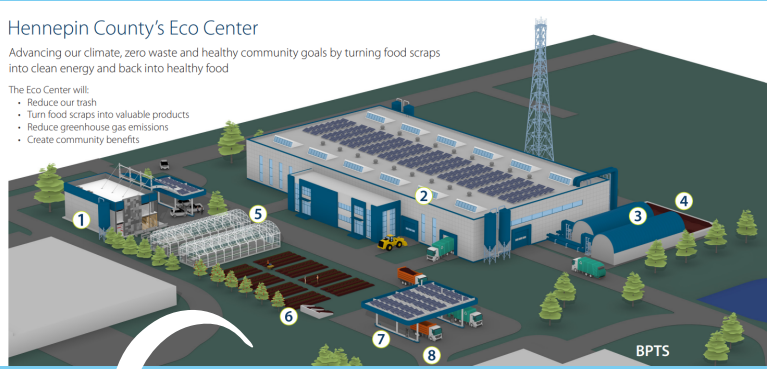 Hennepin County's Eco Center
Advancing our climate, zero waste and healthy community goals by turning food scraps
into clean energy and back into healthy food
The Eco Center will:
• Reduce our trash
• Turn food scraps into valuable products
• Reduce greenhouse gas emissions
• Create community benefits
1
2
3
4
5
6
7
8
BPTS